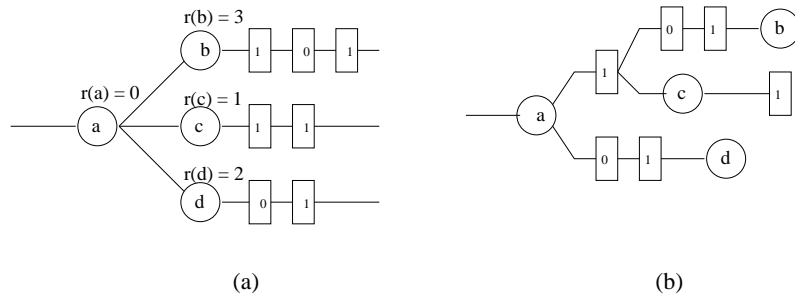 r(b) = 3
b 1 0 1
r(a) = 0
r(c) = 1
a c 1 1
r(d) = 2
d 0 1
(a)
0 1 b
1
c 1
a
0 1 d
(b)